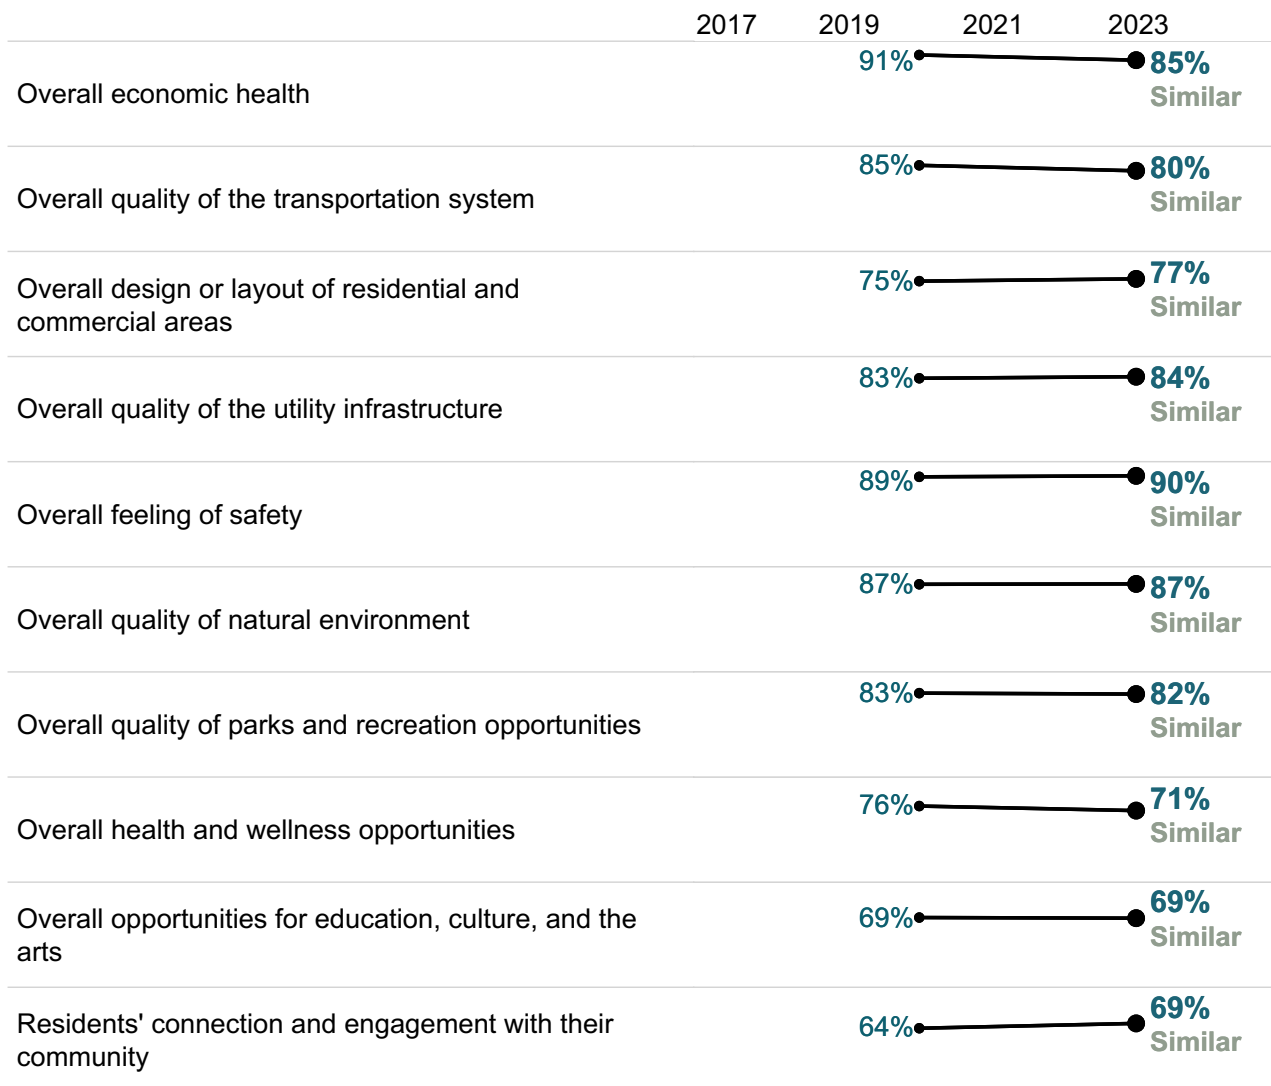 2017 2019 2021 2023
Overall economic health
91%
85%
Similar
Overall quality of the transportation system
85%
80%
Similar
Overall design or layout of residential and
commercial areas
75%
77%
Similar
Overall quality of the utility infrastructure
83%
84%
Similar
Overall feeling of safety
89%
90%
Similar
Overall quality of natural environment
87%
87%
Similar
Overall quality of parks and recreation opportunities
83%
82%
Similar
Overall health and wellness opportunities
76%
71%
Similar
Overall opportunities for education, culture, and the
arts
69%
69%
Similar
Residents' connection and engagement with their
community
64%
69%
Similar